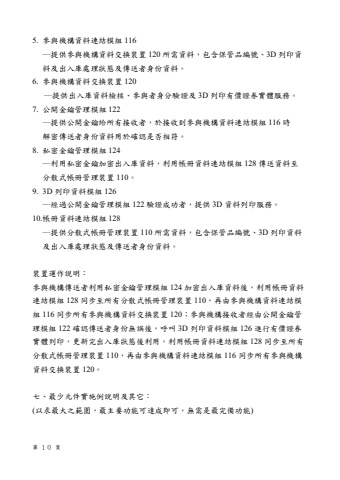 5. 參與機構資料連結模組 116
—提供參與機構資料交換裝置 120 所需資料，包含保管品編號、3D 列印資
料及出入庫處理狀態及傳送者身份資料。
6. 參與機構資料交換裝置 120
—提供出入庫資料檢核、參與者身分驗證及 3D 列印有價證券實體服務。
7. 公開金鑰管理模組 122
—提供公開金鑰給所有接收者，於接收到參與機構資料連結模組 116 時
解密傳送者身份資料用於確認是否相符。
8. 私密金鑰管理模組 124
—利用私密金鑰加密出入庫資料，利用帳冊資料連結模組 128 傳送資料至
分散式帳冊管理裝置 110。
9. 3D 列印資料模組 126
—經過公開金鑰管理模組 122 驗證成功者，提供 3D 資料列印服務。
10.帳冊資料連結模組 128
—提供分散式帳冊管理裝置 110 所需資料，包含保管品編號、3D 列印資料
及出入庫處理狀態及傳送者身份資料。
裝置運作說明：
參與機構傳送者利用私密金鑰管理模組 124 加密出入庫資料後，利用帳冊資料
連結模組 128 同步至所有分散式帳冊管理裝置 110，再由參與機構資料連結模
組 116 同步所有參與機構資料交換裝置 120；參與機構接收者經由公開金鑰管
理模組 122 確認傳送者身份無誤後，呼叫 3D 列印資料模組 126 進行有價證券
實體列印，更新完出入庫狀態後利用，利用帳冊資料連結模組 128 同步至所有
分散式帳冊管理裝置 110，再由參與機構資料連結模組 116 同步所有參與機構
資料交換裝置 120。
七、最少元件實施例說明及其它：
(以求最大之範圍，最主要功能可達成即可，無需是最完備功能)
第 10 頁